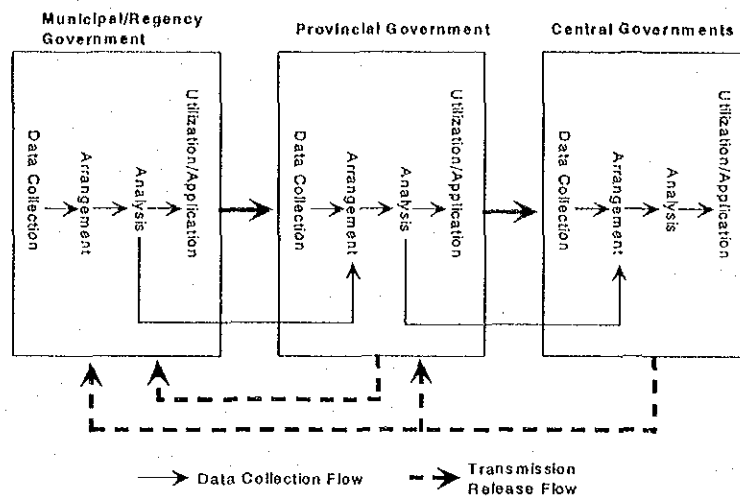 Municipal/Regency
Government
Provincial Government
Central Governments
Data Collection
Arrangement
Analysis
Utilization/Application
Data Collection
Arrangement
Analysis
Utilization/Application
Data Collection
Arrangement
Analysis
Utilization/Application
Data Collection Flow
Transmission
Release Flow